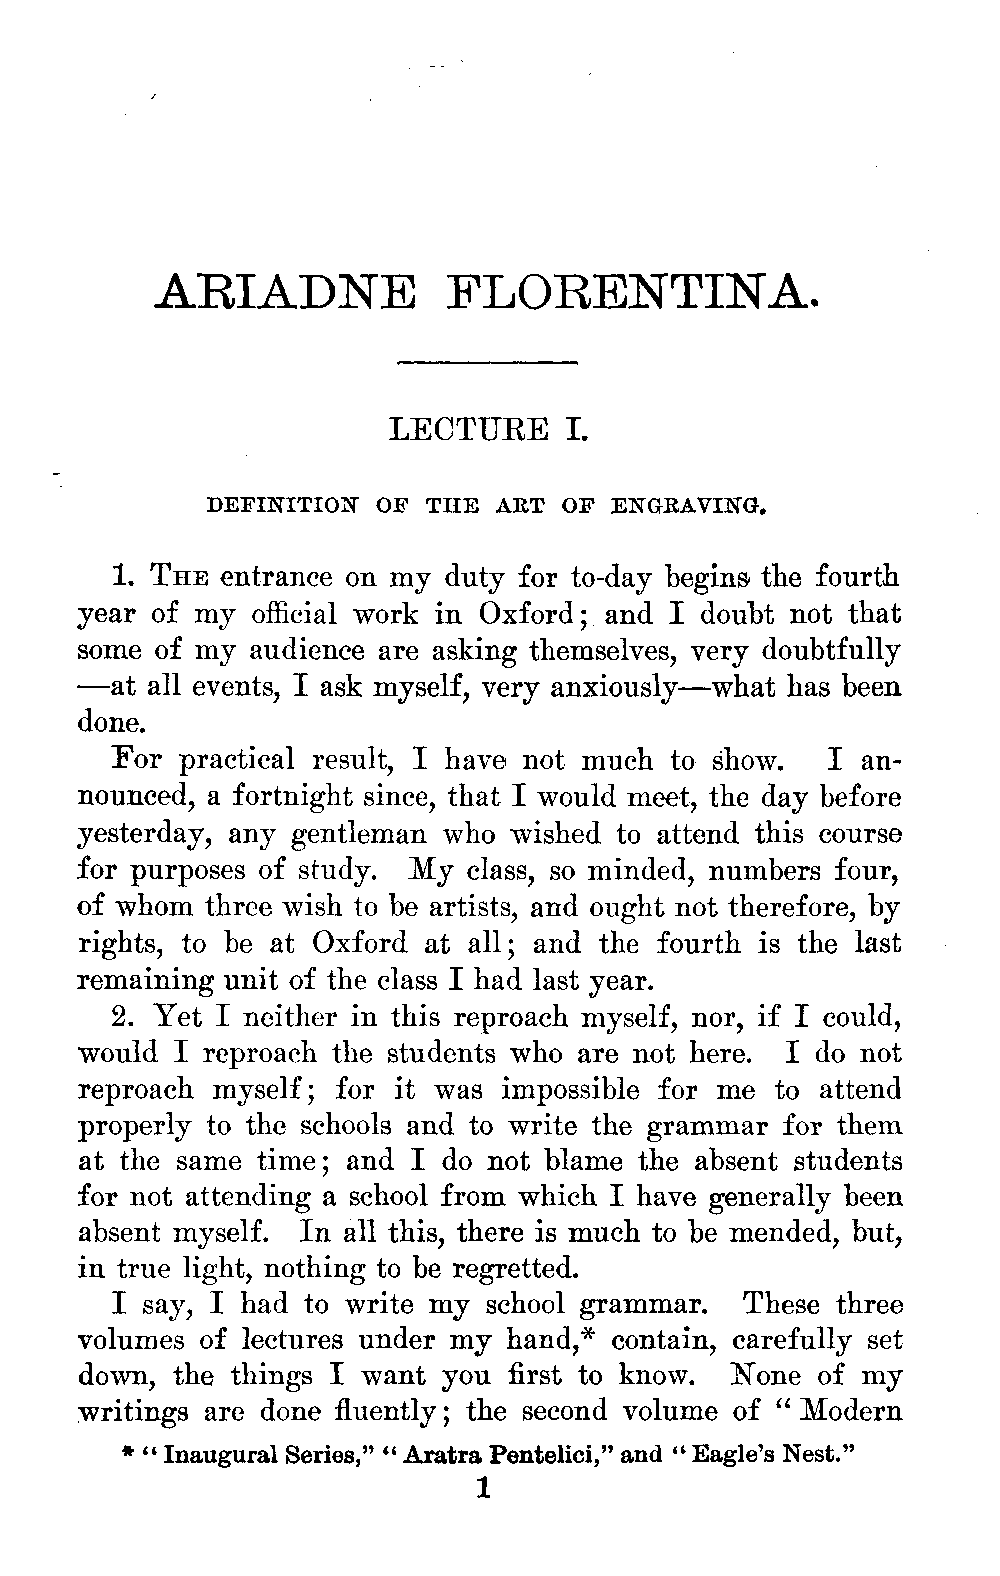 ARIADNE FLORENTINA.
LECTURE I.
DEFINITION OF THE ART OF ENGRAVING.
1. THE entrance on my duty for to-day begins the fourth
year of my official work in Oxford; and I doubt not that
some of my audience are asking themselves, very doubtfully
—at all events, I ask myself, very anxiously—what has been
done.
For practical result, I have not much to show. I an-
nounced, a fortnight since, that I would meet, the day before
yesterday, any gentleman who wished to attend this course
for purposes of study. My class, so minded, numbers four,
of whom three wish to be artists, and ought not therefore, by
rights, to be at Oxford at all; and the fourth is the last
remaining unit of the class I had last year.
2. Yet I neither in this reproach myself, nor, if I could,
would I reproach the students who are not here. I do not
reproach myself; for it was impossible for me to attend
properly to the schools and to write the grammar for them
at the same time; and I do not blame the absent students
for not attending a school from which I have generally been
absent myself. In all this, there is much to be mended, but,
in true light, nothing to be regretted.
I say, I had to write my school grammar. These three
volumes of lectures under my hand,* contain, carefully set
down, the things I want you first to know. None of my
writings are done fluently; the second volume of “ Modern
* “ Inaugural Series,” “ Aratra Pentelici,” and “ Eagle’s Nest.”
1